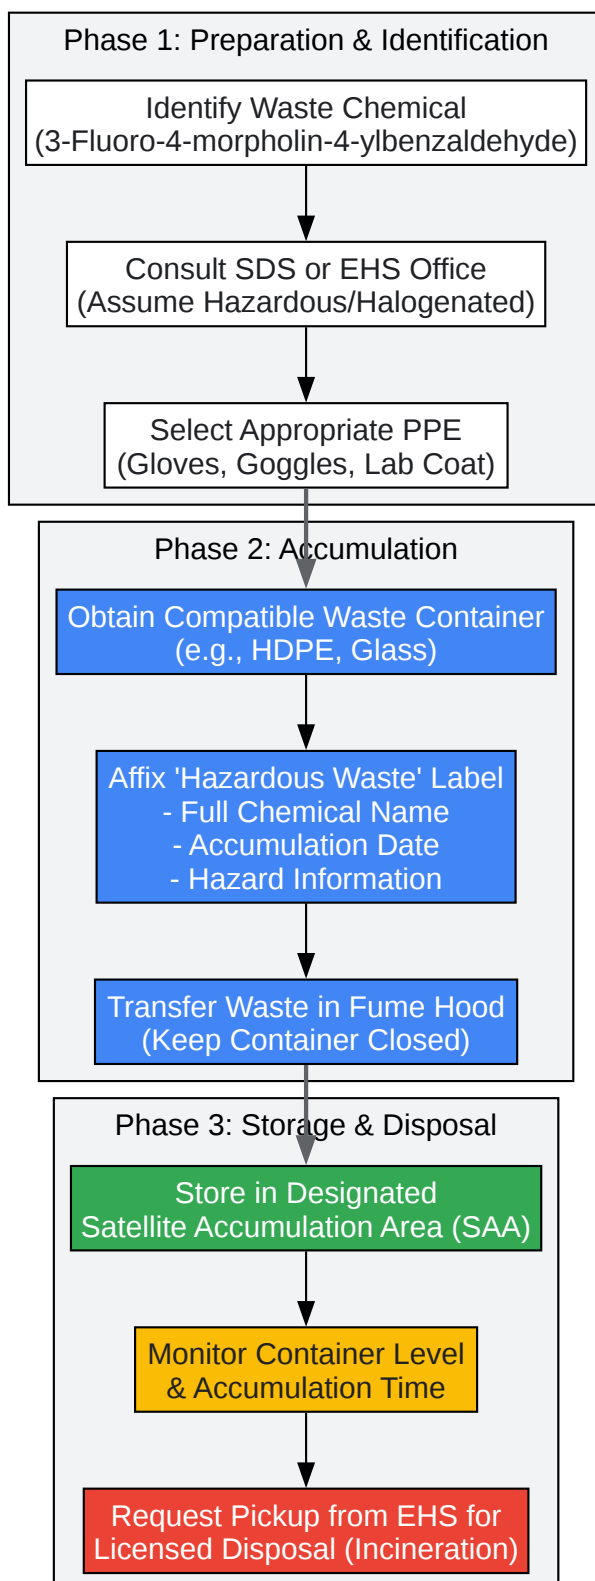 Phase 1: Preparation & Identification
Identify Waste Chemical
(3-Fluoro-4-morpholin-4-ylbenzaldehyde)
Consult SDS or EHS Office
(Assume Hazardous/Halogenated)
Select Appropriate PPE
(Gloves, Goggles, Lab Coat)
Phase 2: Accumulation
Obtain Compatible Waste Container
(e.g., HDPE, Glass)
Affix 'Hazardous Waste' Label
- Full Chemical Name
- Accumulation Date
- Hazard Information
Transfer Waste in Fume Hood
(Keep Container Closed)
Phase 3: Storage & Disposal
Store in Designated
Satellite Accumulation Area (SAA)
Monitor Container Level
& Accumulation Time
Request Pickup from EHS for
Licensed Disposal (Incineration)